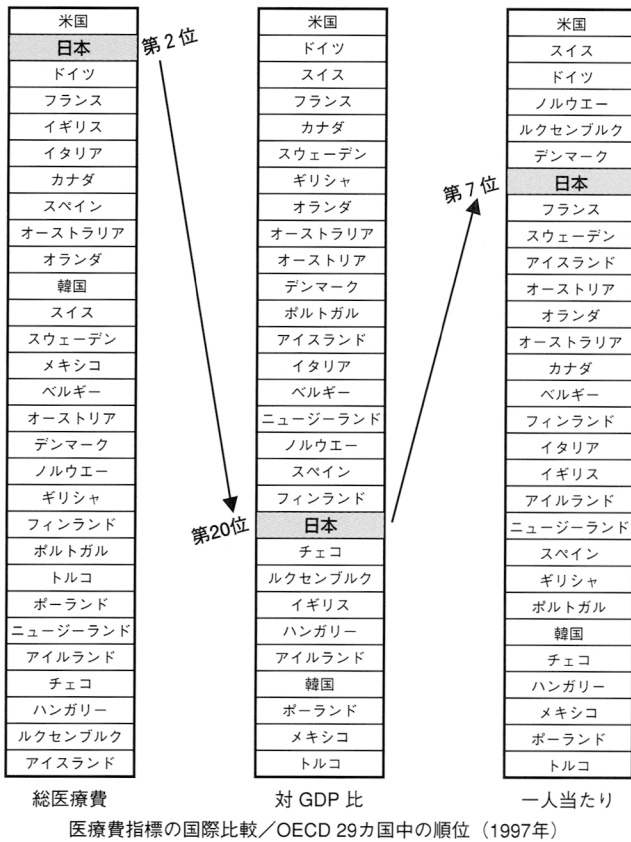 米国
日本
ドイツ
フランス
イギリス
イタリア
カナダ
スペイン
オーストラリア
オランダ
韓国
スイス
スウェーデン
メキシコ
ベルギー
オーストリア
デンマーク
ノルウエー
ギリシャ
フィンランド
ポルトガル
トルコ
ポーランド
ニュージーランド
アイルランド
チェコ
ハンガリー
ルクセンブルク
アイスランド
総医療費
第2位
米国
ドイツ
スイス
フランス
カナダ
スウェーデン
ギリシャ
オランダ
オーストラリア
オーストリア
デンマーク
ポルトガル
アイスランド
イタリア
ベルギー
ニュージーランド
ノルウエー
スペイン
フィンランド
第20位
日本
チェコ
ルクセンブルク
イギリス
ハンガリー
アイルランド
韓国
ポーランド
メキシコ
トルコ
対 GDP 比
米国
スイス
ドイツ
ノルウエー
ルクセンブルク
デンマーク
第7位
日本
フランス
スウェーデン
アイスランド
オーストリア
オランダ
オーストラリア
カナダ
ベルギー
フィンランド
イタリア
イギリス
アイルランド
ニュージーランド
スペイン
ギリシャ
ポルトガル
韓国
チェコ
ハンガリー
メキシコ
ポーランド
トルコ
一人当たり
医療費指標の国際比較／OECD 29カ国中の順位（1997年）